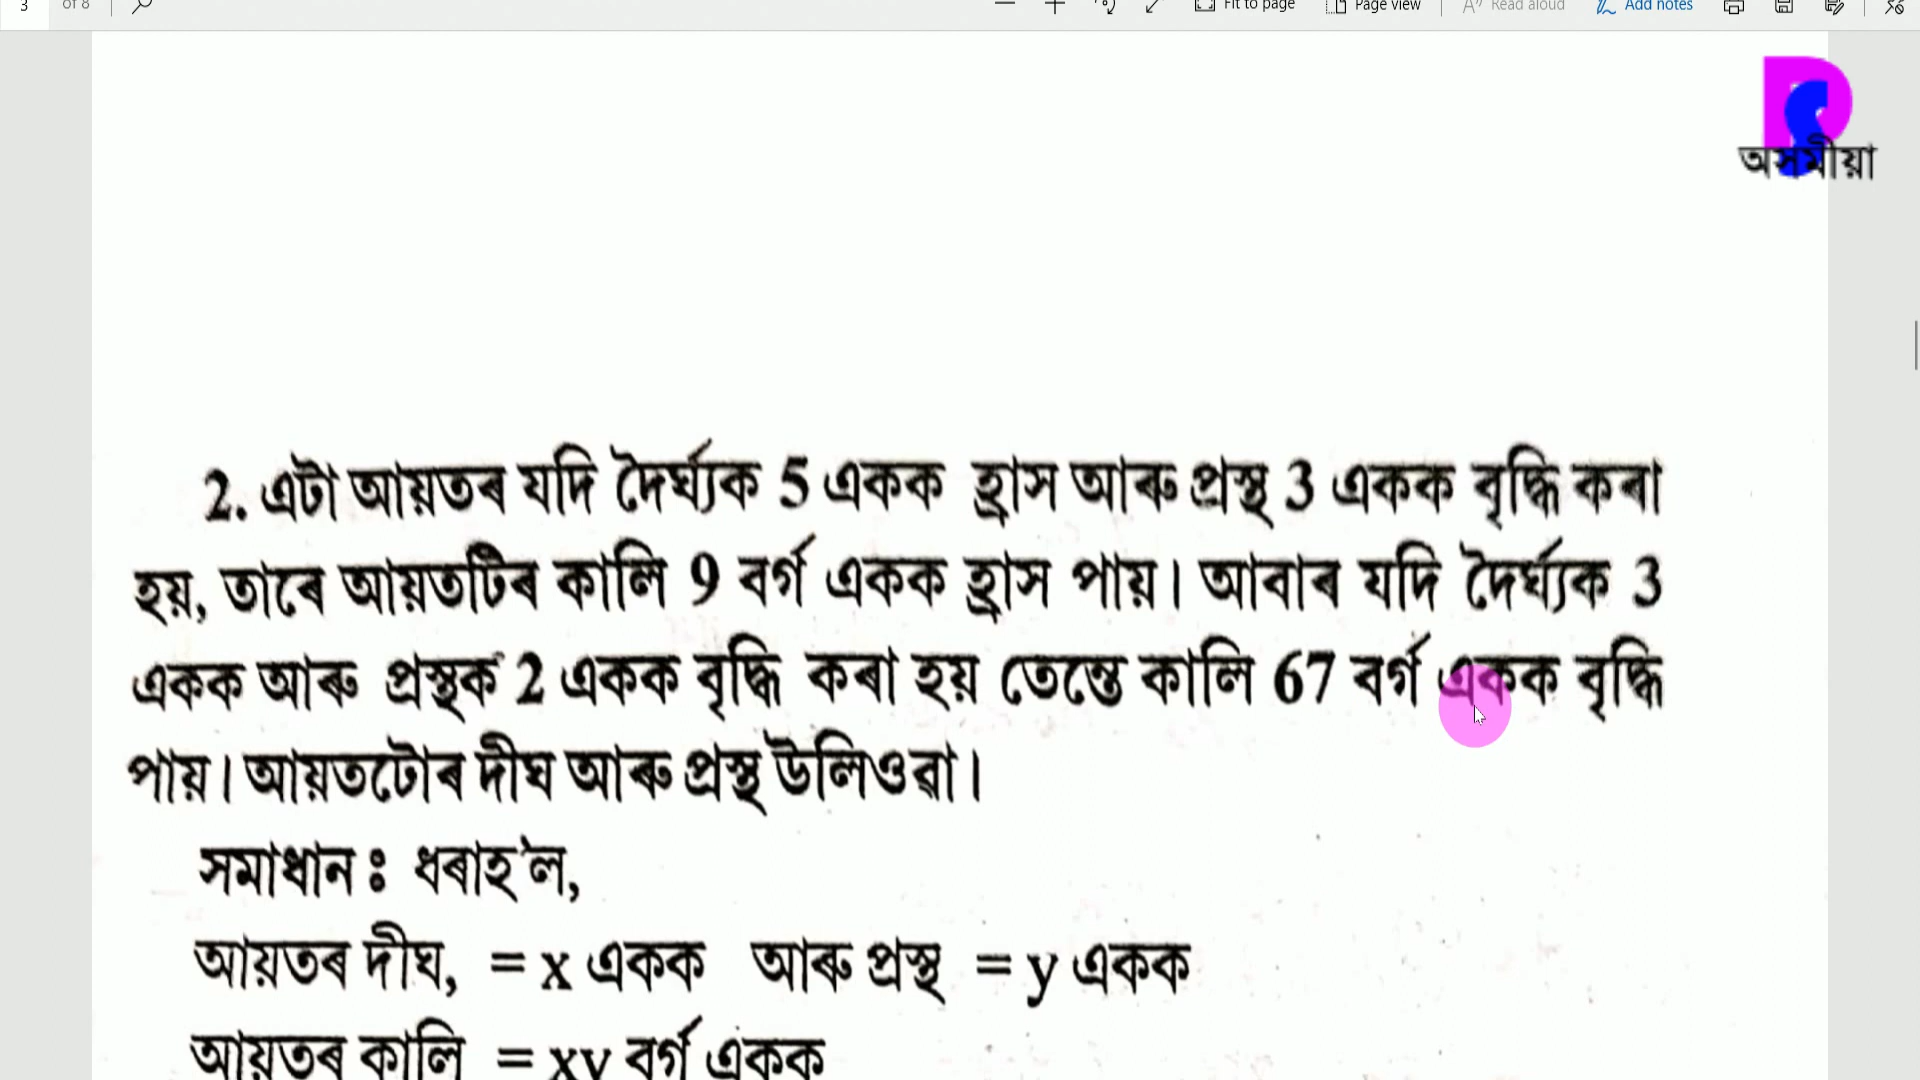 3 of 8 Fit to page Page view Read aloud Add notes
অসমীয়া
2. এটা আয়তৰ যদি দৈৰ্ঘ্যক 5 একক হ্ৰাস আৰু প্ৰস্থ 3 একক বৃদ্ধি কৰা
হয়, তাৰে আয়তটিৰ কালি 9 বৰ্গ একক হ্ৰাস পায়। আবাৰ যদি দৈৰ্ঘ্যক 3
একক আৰু প্ৰস্থক 2 একক বৃদ্ধি কৰা হয় তেন্তে কালি 67 বৰ্গ একক বৃদ্ধি
পায়। আয়তটোৰ দীঘ আৰু প্ৰস্থ উলিওৱা।
সমাধান ঃ ধৰাহ'ল,
আয়তৰ দীঘ, = x একক আৰু প্ৰস্থ = y একক
আয়তৰ কালি = xy বৰ্গ একক